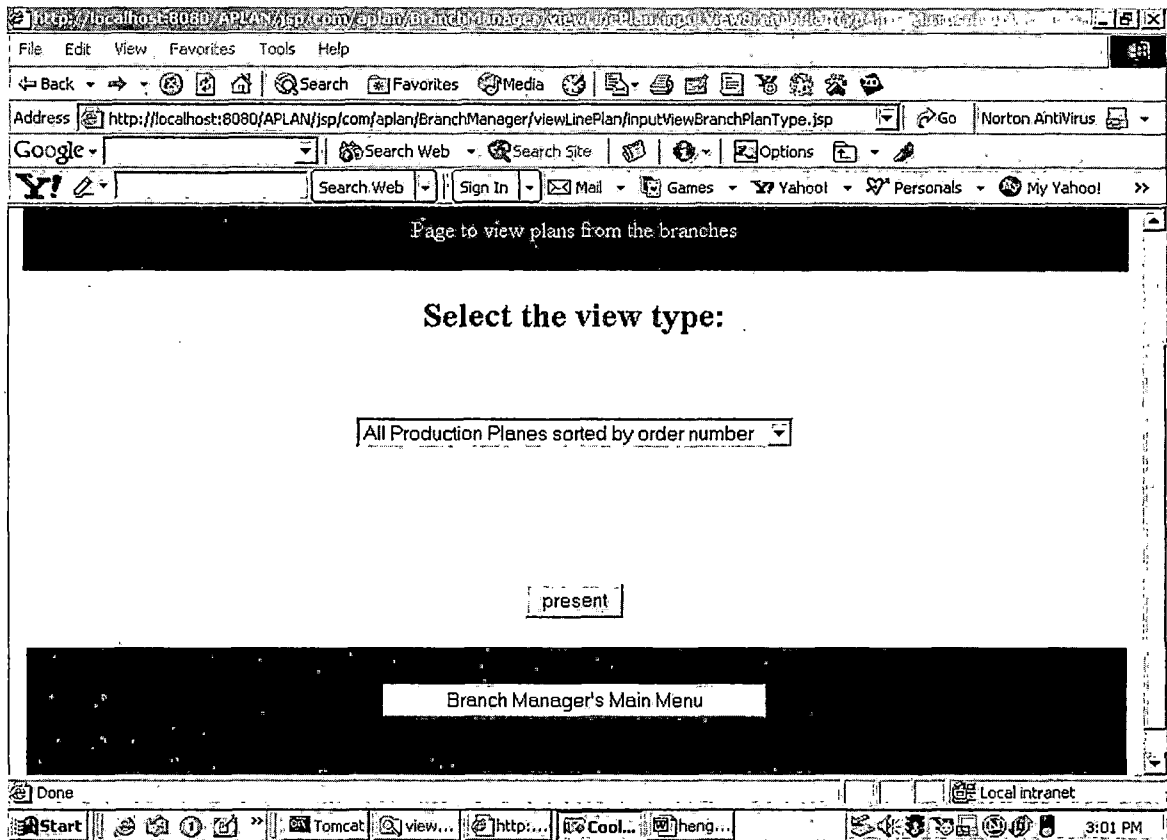 File Edit View Favorites Tools Help
Back Search Favorites Media
Address http://localhost:8080/APLAN/jsp/com/aplan/BranchManager/viewLinePlan/inputViewBranchPlanType.jsp Go Norton AntiVirus
Google Search Web Search Site Options
Y! Search Web Sign In Mail Games Yahoo! Personals My Yahoo! »
Page to view plans from the branches
Select the view type:
All Production Planes sorted by order number
present
Branch Manager's Main Menu
Done Local intranet
Start » Tomcat view... http:... Cool... heng... 3:01 PM